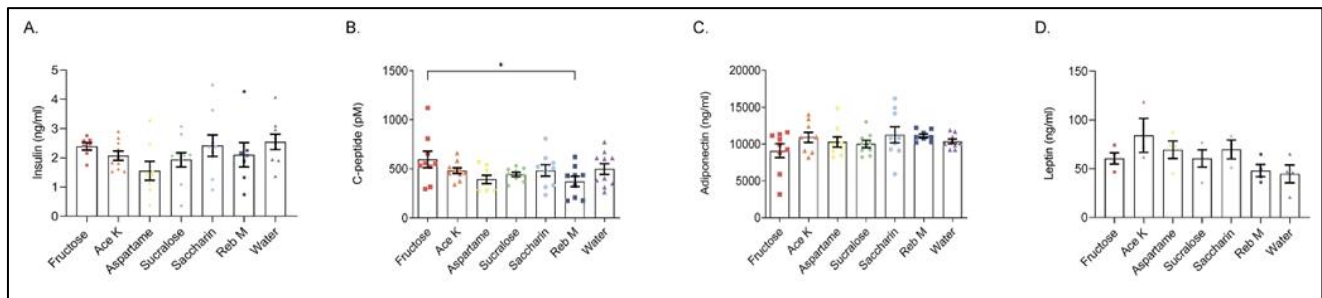 A.
Insulin (ng/ml)
5
4
3
2
1
0
Fructose
Ace K
Aspartame
Sucralose
Saccharin
Reb M
Water
B.
*
C-peptide (pM)
1500
1000
500
0
Fructose
Ace K
Aspartame
Sucralose
Saccharin
Reb M
Water
C.
Adiponectin (ng/ml)
20000
15000
10000
5000
0
Fructose
Ace K
Aspartame
Sucralose
Saccharin
Reb M
Water
D.
Leptin (ng/ml)
150
100
50
0
Fructose
Ace K
Aspartame
Sucralose
Saccharin
Reb M
Water